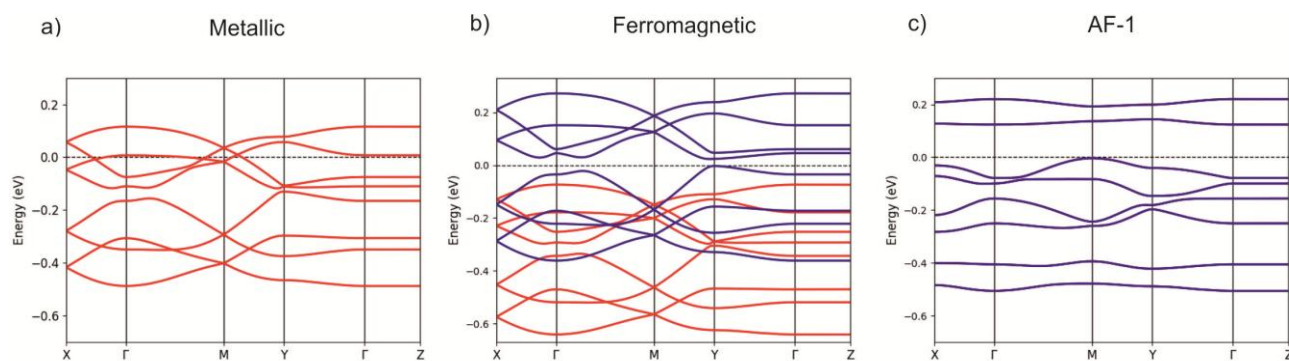 a) Metallic
Energy (eV)
0.2
0.0
−0.2
−0.4
−0.6
X Γ M Y Γ Z
b) Ferromagnetic
Energy (eV)
0.2
0.0
−0.2
−0.4
−0.6
X Γ M Y Γ Z
c) AF-1
Energy (eV)
0.2
0.0
−0.2
−0.4
−0.6
X Γ M Y Γ Z